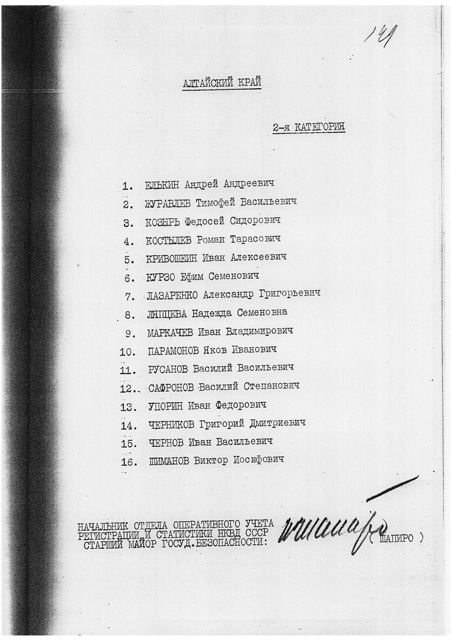 141
АЛТАЙСКИЙ КРАЙ
2-я КАТЕГОРИЯ
1. ЕЛЬКИН Андрей Андреевич
2. ЖУРАВЛЕВ Тимофей Васильевич
3. КОЗЫРЬ Федосей Сидорович
4. КОСТЫЛЕВ Роман Тарасович
5. КРИВОШЕИН Иван Алексеевич
6. КУРЗО Ефим Семенович
7. ЛАЗАРЕНКО Александр Григорьевич
8. ЛЯПЦЕВА Надежда Семеновна
9. МАРКАЧЕВ Иван Владимирович
10. ПАРАМОНОВ Яков Иванович
11. РУСАНОВ Василий Васильевич
12. САФРОНОВ Василий Степанович
13. УПОРИН Иван Федорович
14. ЧЕРНИКОВ Григорий Дмитриевич
15. ЧЕРНОВ Иван Васильевич
16. ШИМАНОВ Виктор Иосифович
НАЧАЛЬНИК ОТДЕЛА ОПЕРАТИВНОГО УЧЕТА
РЕГИСТРАЦИИ И СТАТИСТИКИ НКВД СССР
СТАРШИЙ МАЙОР ГОСУД.БЕЗОПАСНОСТИ: ( ШАПИРО )